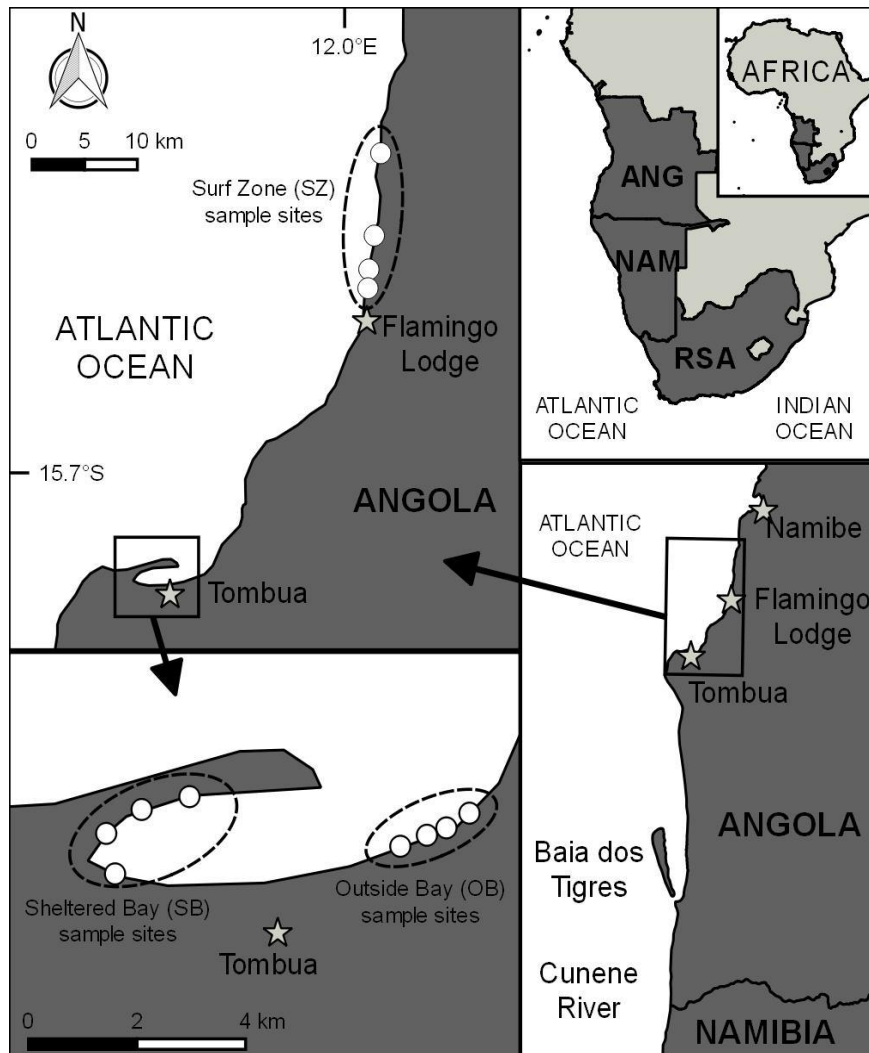 N
12.0°E
0 5 10 km
Surf Zone (SZ)
sample sites
ATLANTIC
OCEAN
Flamingo
Lodge
15.7°S
ANGOLA
Tombua
AFRICA
ANG
NAM
RSA
ATLANTIC
OCEAN
INDIAN
OCEAN
ATLANTIC
OCEAN
Namibe
Flamingo
Lodge
Tombua
ANGOLA
Baia dos
Tigres
Cunene
River
NAMIBIA
Sheltered Bay (SB)
sample sites
Outside Bay (OB)
sample sites
Tombua
0 2 4 km